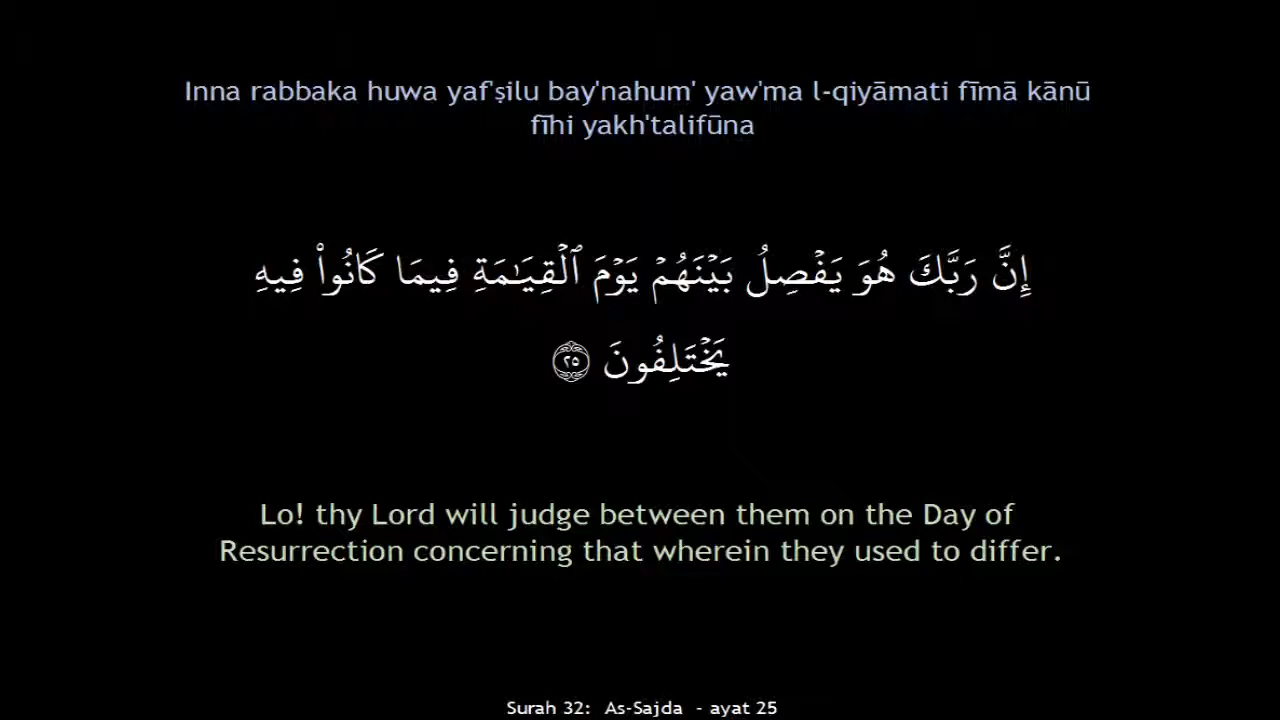 Inna rabbaka huwa yaf'ṣilu bay'nahum' yaw'ma l-qiyāmati fīmā kānū
fīhi yakh'talifūna
إِنَّ رَبَّكَ هُوَ يَفْصِلُ بَيْنَهُمْ يَوْمَ ٱلْقِيَـٰمَةِ فِيمَا كَانُوا۟ فِيهِ
يَخْتَلِفُونَ ٢٥
Lo! thy Lord will judge between them on the Day of
Resurrection concerning that wherein they used to differ.
Surah 32: As-Sajda - ayat 25